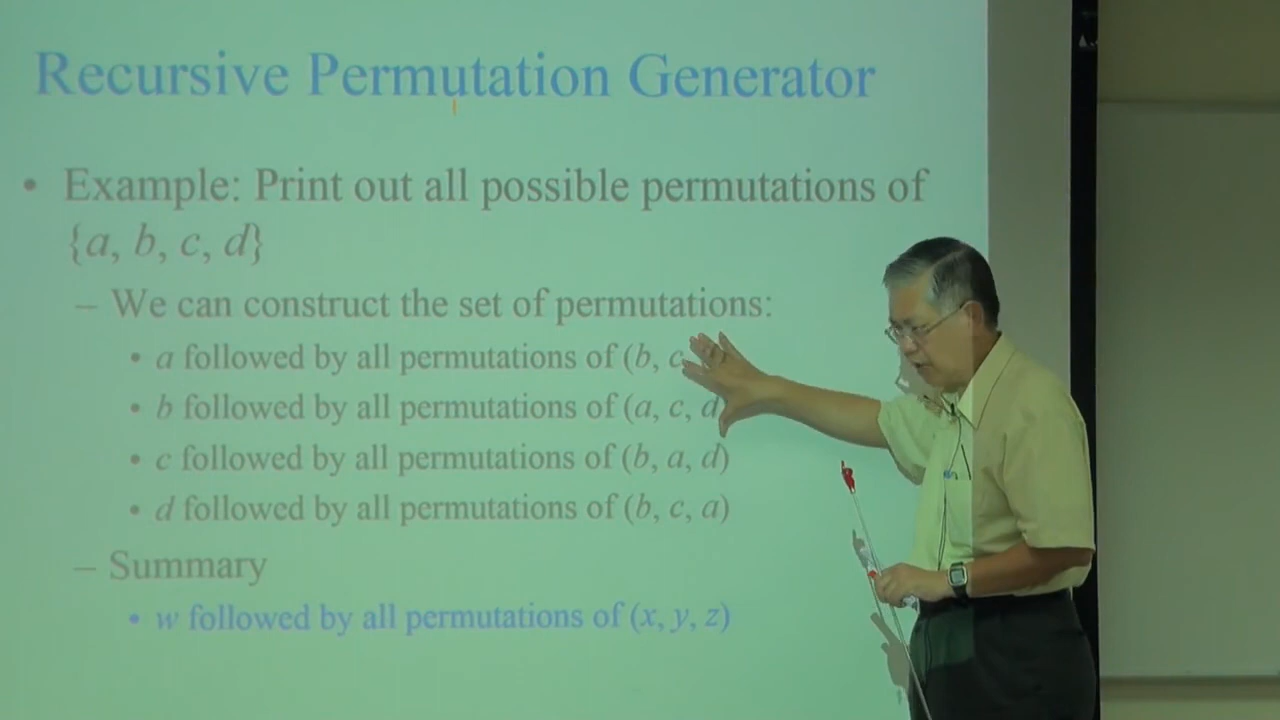 Recursive Permutation Generator
• Example: Print out all possible permutations of
{a, b, c, d}
– We can construct the set of permutations:
• a followed by all permutations of (b, c
• b followed by all permutations of (a, c, d
• c followed by all permutations of (b, a, d)
• d followed by all permutations of (b, c, a)
– Summary
• w followed by all permutations of (x, y, z)